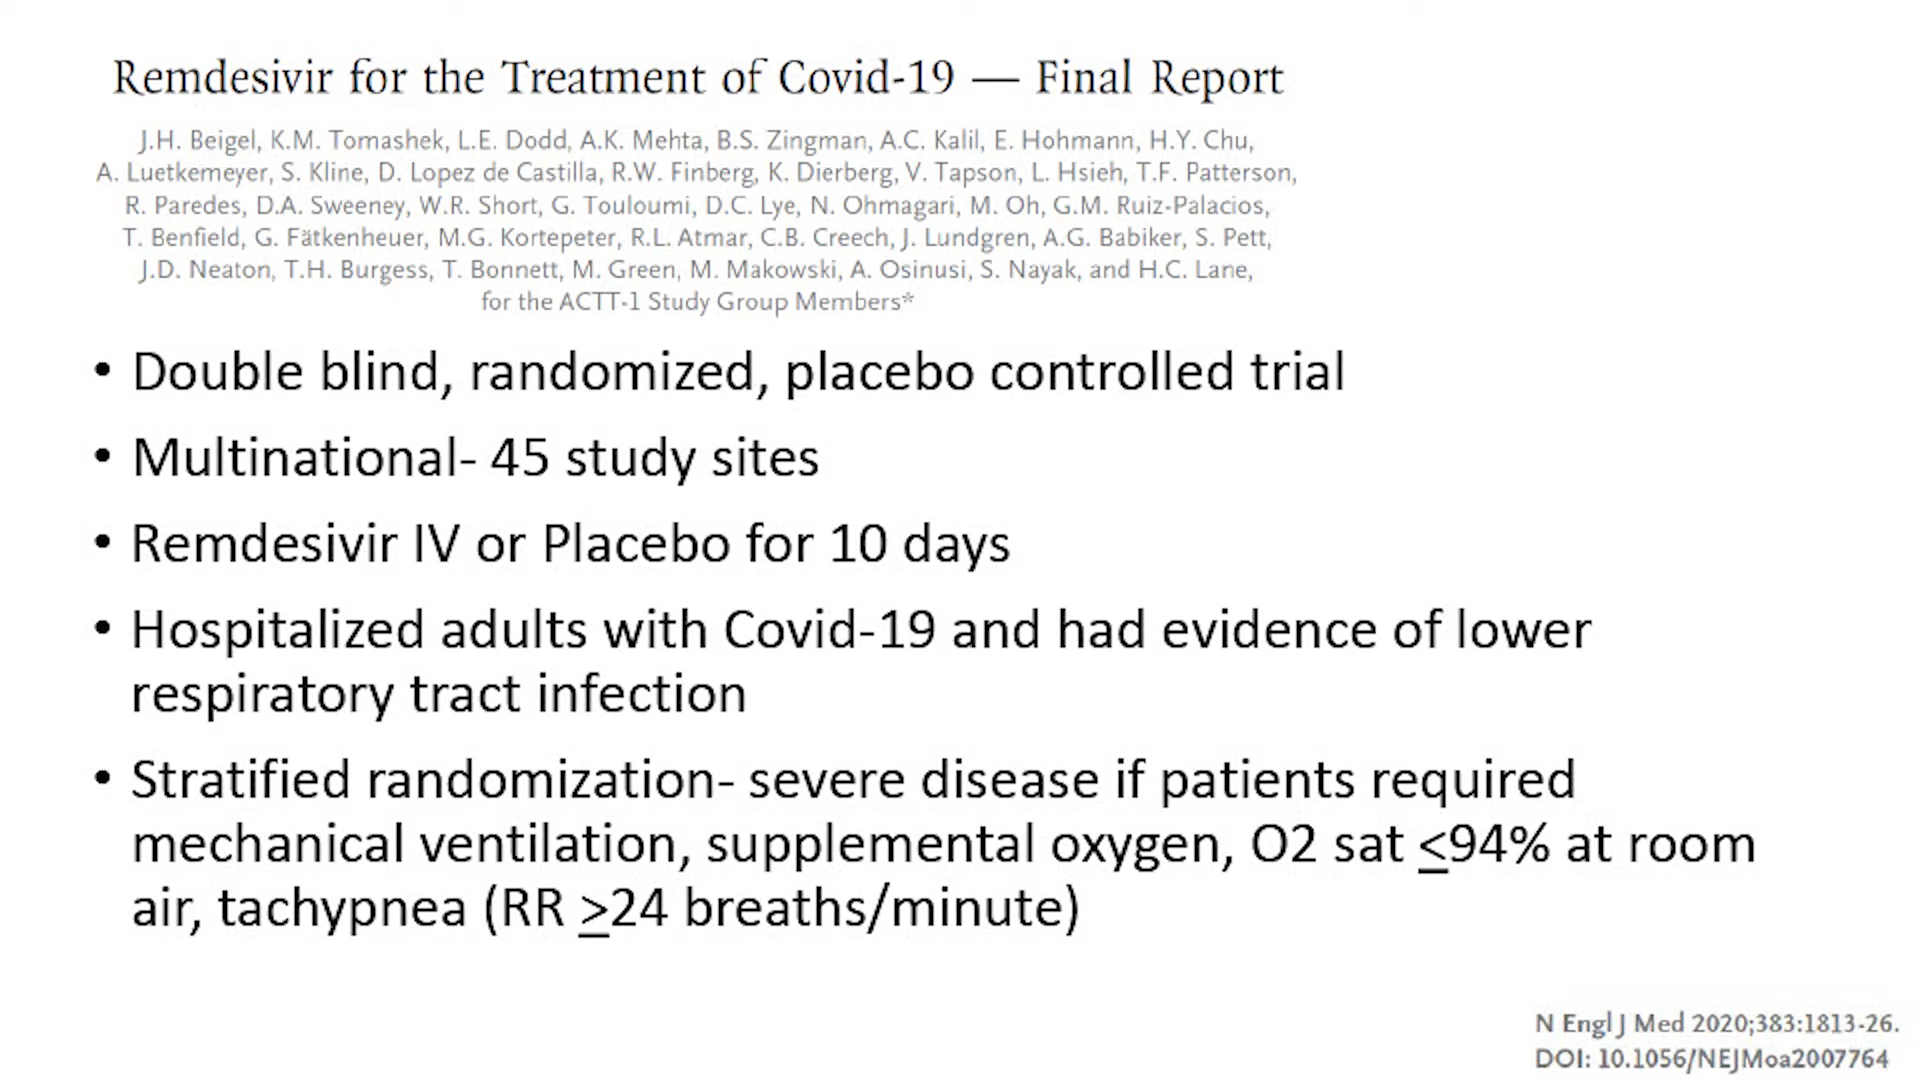 Remdesivir for the Treatment of Covid-19 — Final Report
J.H. Beigel, K.M. Tomashek, L.E. Dodd, A.K. Mehta, B.S. Zingman, A.C. Kalil, E. Hohmann, H.Y. Chu,
A. Luetkemeyer, S. Kline, D. Lopez de Castilla, R.W. Finberg, K. Dierberg, V. Tapson, L. Hsieh, T.F. Patterson,
R. Paredes, D.A. Sweeney, W.R. Short, G. Touloumi, D.C. Lye, N. Ohmagari, M. Oh, G.M. Ruiz-Palacios,
T. Benfield, G. Fätkenheuer, M.G. Kortepeter, R.L. Atmar, C.B. Creech, J. Lundgren, A.G. Babiker, S. Pett,
J.D. Neaton, T.H. Burgess, T. Bonnett, M. Green, M. Makowski, A. Osinusi, S. Nayak, and H.C. Lane,
for the ACTT-1 Study Group Members*
• Double blind, randomized, placebo controlled trial
• Multinational- 45 study sites
• Remdesivir IV or Placebo for 10 days
• Hospitalized adults with Covid-19 and had evidence of lower
respiratory tract infection
• Stratified randomization- severe disease if patients required
mechanical ventilation, supplemental oxygen, O2 sat ≤94% at room
air, tachypnea (RR ≥24 breaths/minute)
N Engl J Med 2020;383:1813-26.
DOI: 10.1056/NEJMoa2007764